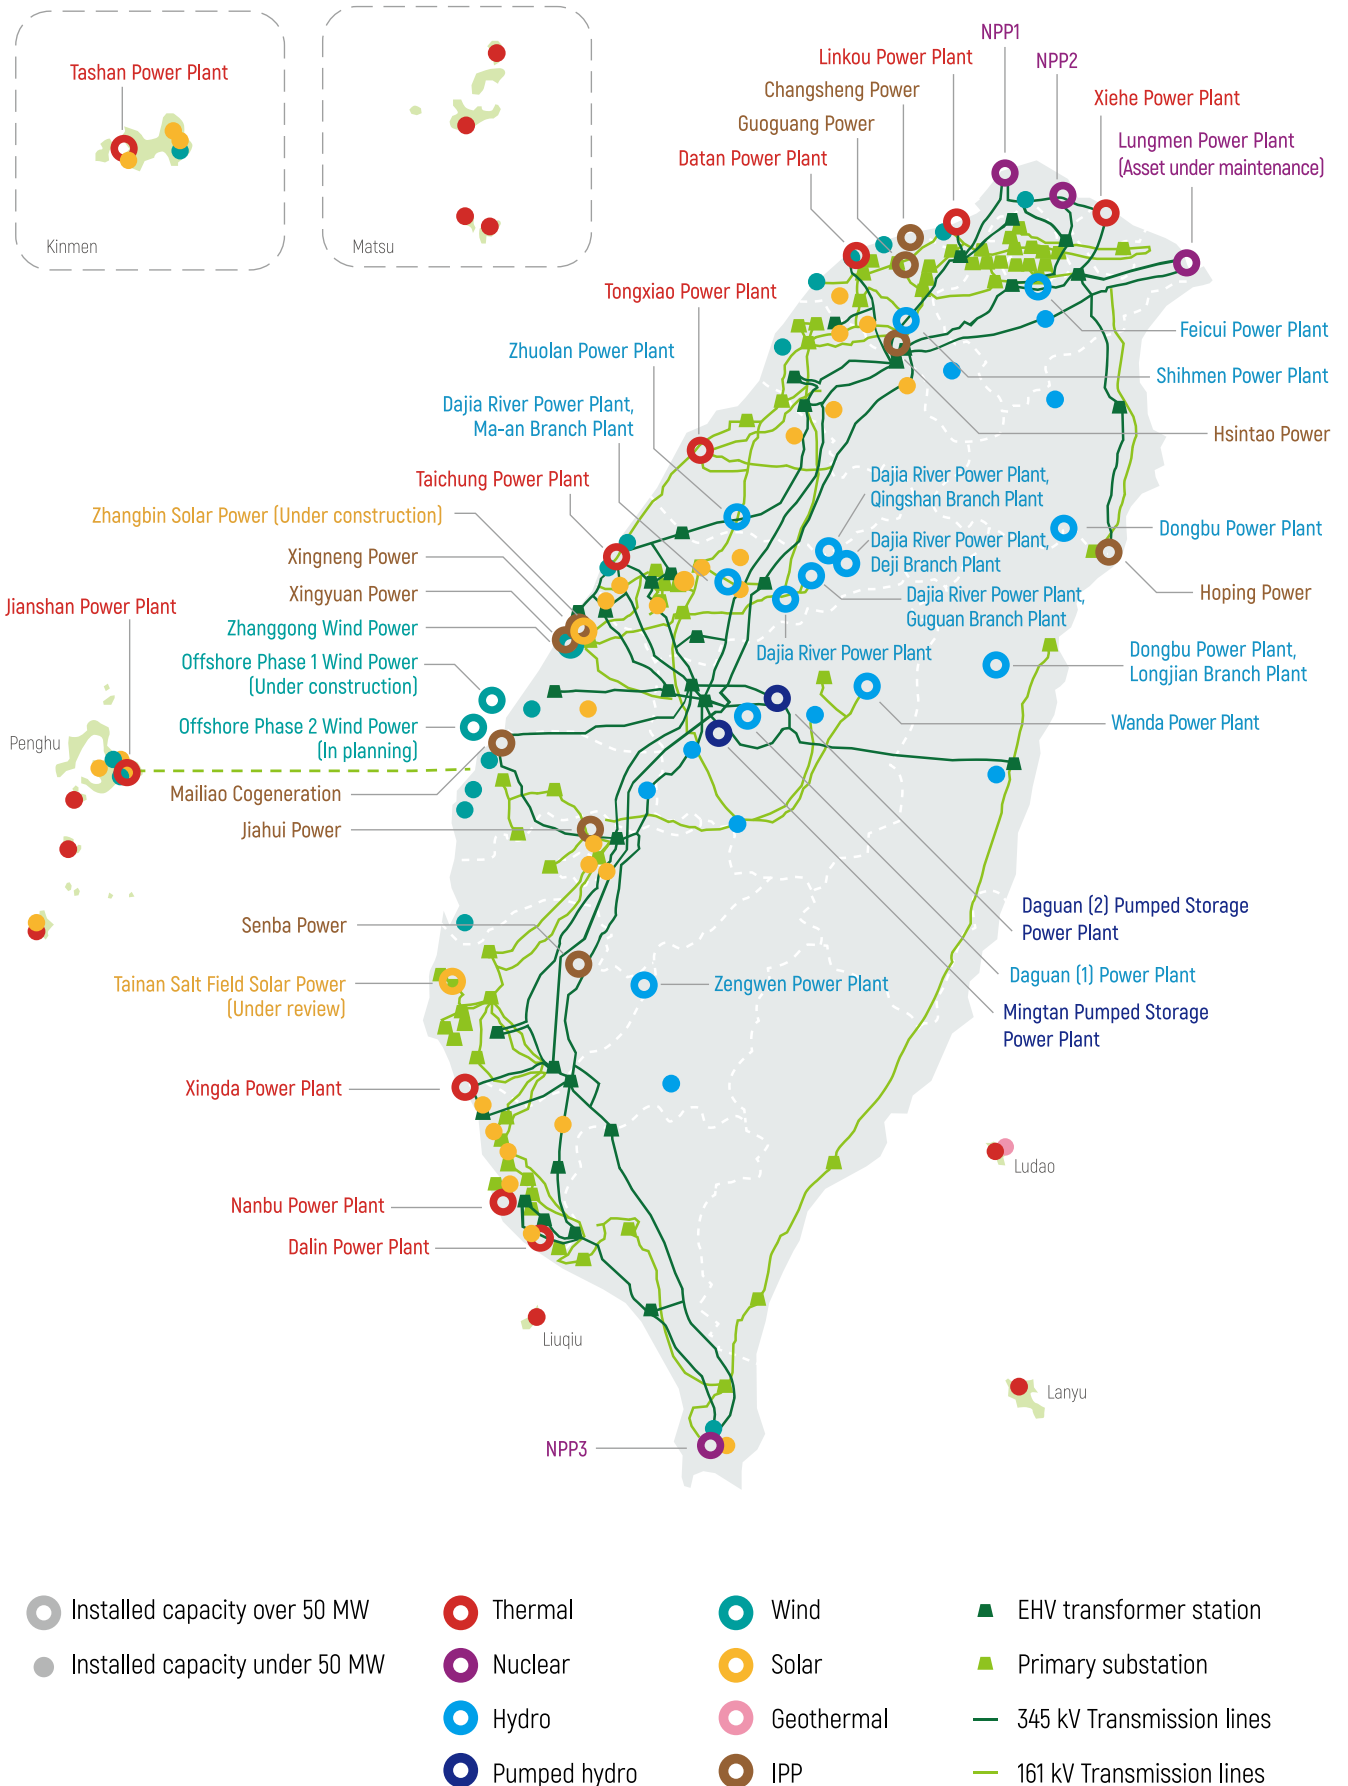 NPP1
Linkou Power Plant
NPP2
Tashan Power Plant
Changsheng Power
Xiehe Power Plant
Guoguang Power
Lungmen Power Plant
(Asset under maintenance)
Datan Power Plant
Kinmen
Matsu
Tongxiao Power Plant
Feicui Power Plant
Zhuolan Power Plant
Shihmen Power Plant
Dajia River Power Plant,
Ma-an Branch Plant
Hsintao Power
Taichung Power Plant
Dajia River Power Plant,
Qingshan Branch Plant
Zhangbin Solar Power (Under construction)
Dongbu Power Plant
Dajia River Power Plant,
Deji Branch Plant
Xingneng Power
Xingyuan Power
Hoping Power
Dajia River Power Plant,
Guguan Branch Plant
Jianshan Power Plant
Zhanggong Wind Power
Dajia River Power Plant
Dongbu Power Plant,
Longjian Branch Plant
Offshore Phase 1 Wind Power
(Under construction)
Wanda Power Plant
Offshore Phase 2 Wind Power
(In planning)
Penghu
Mailiao Cogeneration
Jiahui Power
Daguan (2) Pumped Storage
Power Plant
Senba Power
Daguan (1) Power Plant
Tainan Salt Field Solar Power
(Under review)
Zengwen Power Plant
Mingtan Pumped Storage
Power Plant
Xingda Power Plant
Ludao
Nanbu Power Plant
Dalin Power Plant
Liuqiu
Lanyu
NPP3
Installed capacity over 50 MW
Thermal
Wind
EHV transformer station
Installed capacity under 50 MW
Nuclear
Solar
Primary substation
Hydro
Geothermal
345 kV Transmission lines
Pumped hydro
IPP
161 kV Transmission lines